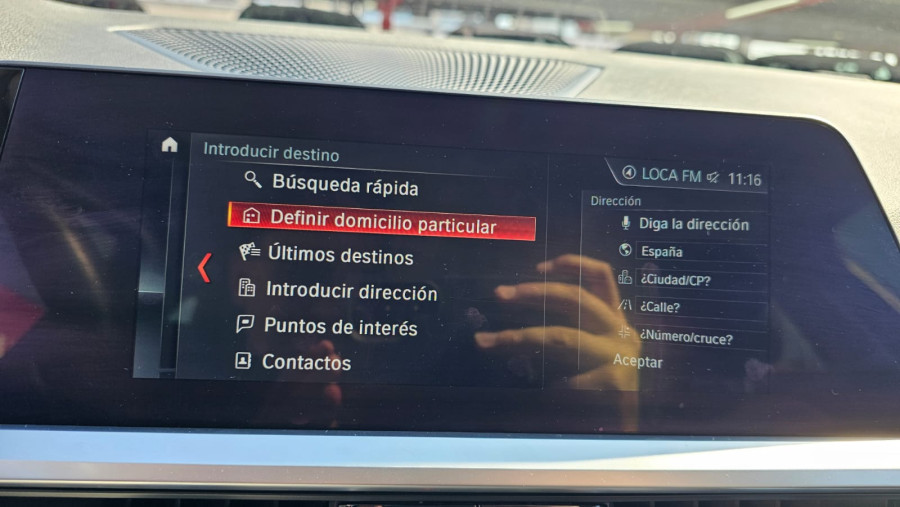 Introducir destino
Búsqueda rápida
Definir domicilio particular
Últimos destinos
Introducir dirección
Puntos de interés
Contactos
LOCA FM 11:16
Dirección
Diga la dirección
España
¿Ciudad/CP?
¿Calle?
¿Número/cruce?
Aceptar